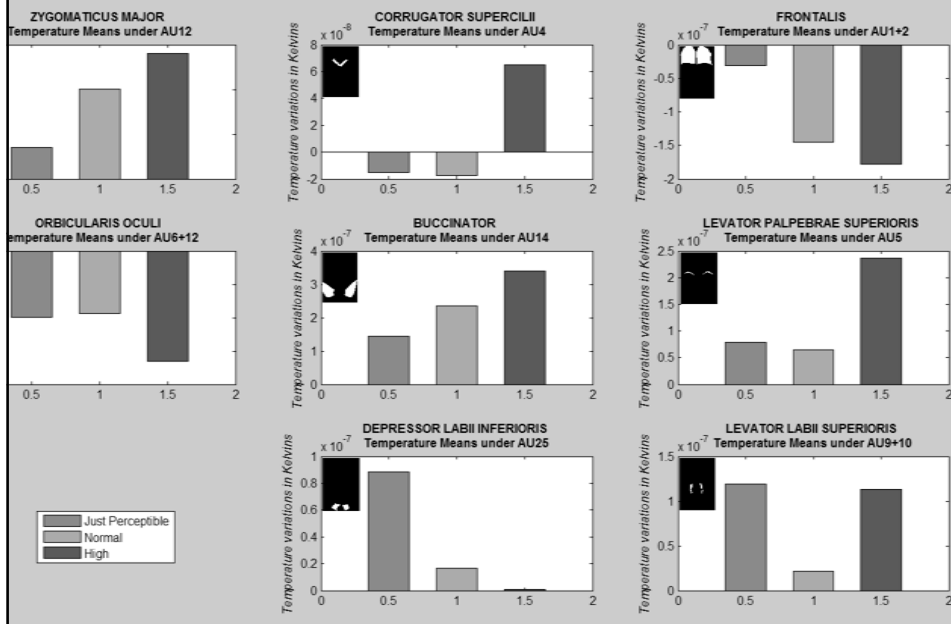 ZYGOMATICUS MAJOR
Temperature Means under AU12
0.5 1 1.5 2
CORRUGATOR SUPERCILII
x 10^-8 Temperature Means under AU4
Temperature variations in Kelvins
8
6
4
2
0
-2
0 0.5 1 1.5 2
FRONTALIS
x 10^-7 Temperature Means under AU1+2
Temperature variations in Kelvins
0
-0.5
-1
-1.5
-2
0 0.5 1 1.5 2
ORBICULARIS OCULI
emperature Means under AU6+12
0.5 1 1.5 2
BUCCINATOR
x 10^-7 Temperature Means under AU14
Temperature variations in Kelvins
4
3
2
1
0
0 0.5 1 1.5 2
LEVATOR PALPEBRAE SUPERIORIS
x 10^-7 Temperature Means under AU5
Temperature variations in Kelvins
2.5
2
1.5
1
0.5
0
0 0.5 1 1.5 2
Just Perceptible
Normal
High
DEPRESSOR LABII INFERIORIS
x 10^-7 Temperature Means under AU25
Temperature variations in Kelvins
1
0.8
0.6
0.4
0.2
0
0 0.5 1 1.5 2
LEVATOR LABII SUPERIORIS
x 10^-7 Temperature Means under AU9+10
Temperature variations in Kelvins
1.5
1
0.5
0
0 0.5 1 1.5 2